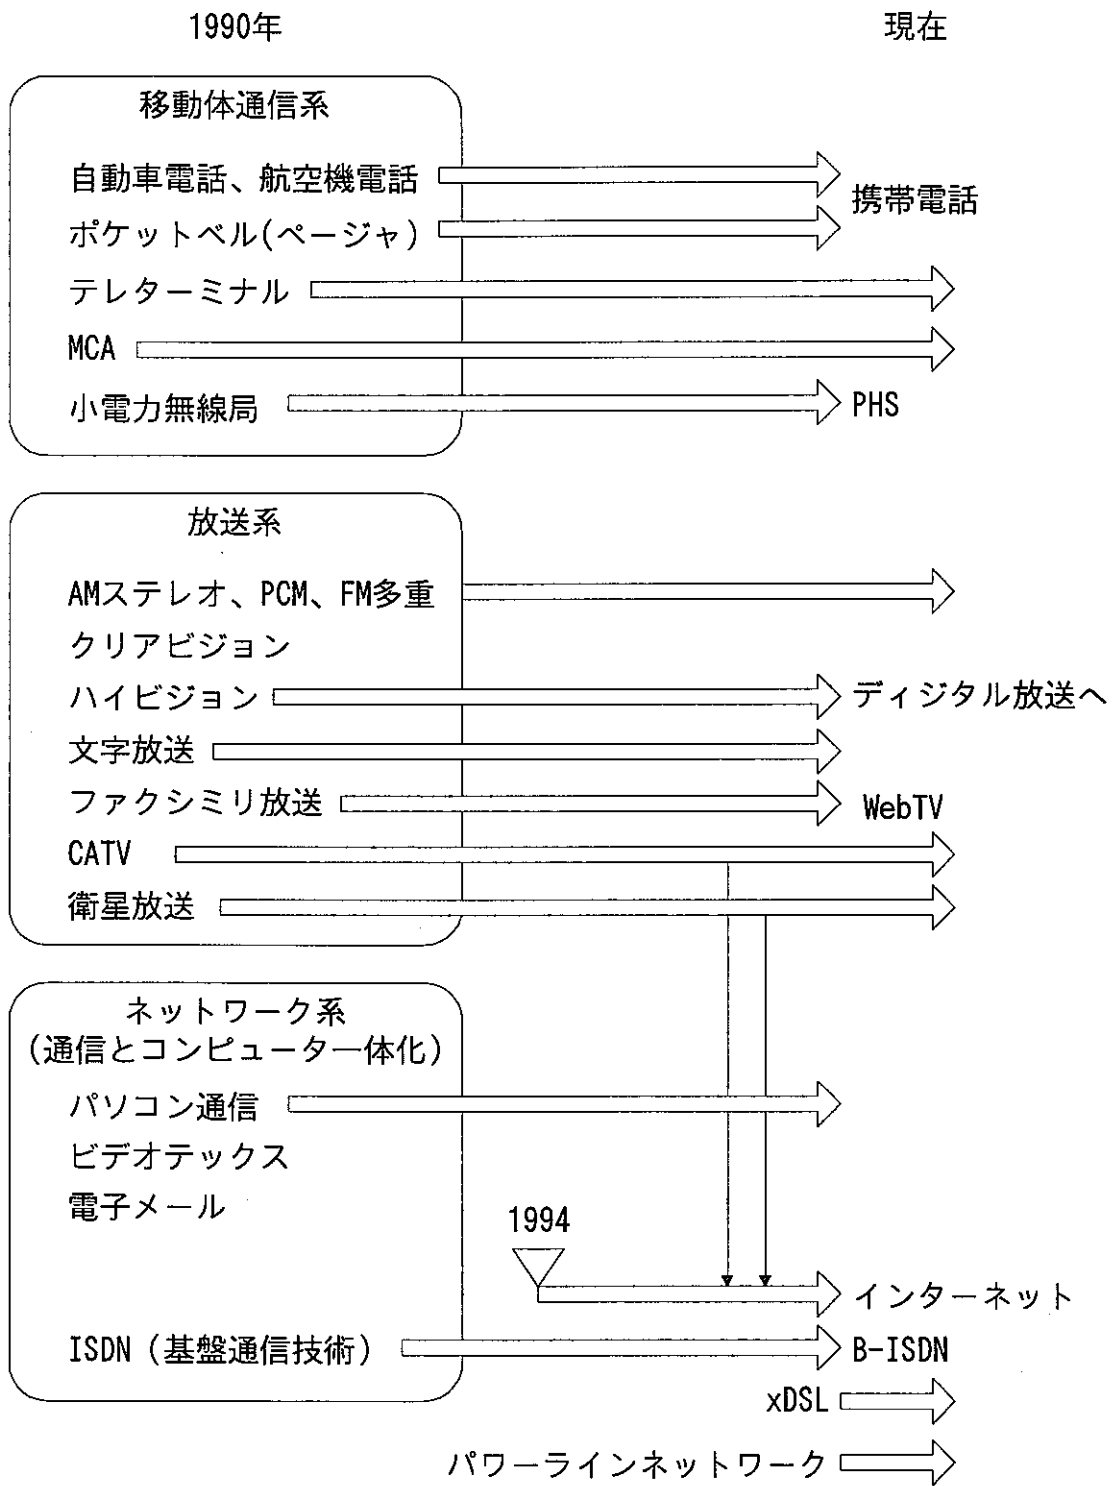 1990年 現在
移動体通信系
自動車電話、航空機電話
携帯電話
ポケットベル(ページャ)
テレターミナル
MCA
小電力無線局 PHS
放送系
AMステレオ、PCM、FM多重
クリアビジョン
ハイビジョン ディジタル放送へ
文字放送
ファクシミリ放送 WebTV
CATV
衛星放送
ネットワーク系
(通信とコンピューター体化)
パソコン通信
ビデオテックス
電子メール
1994
インターネット
ISDN (基盤通信技術) B-ISDN
xDSL
パワーラインネットワーク